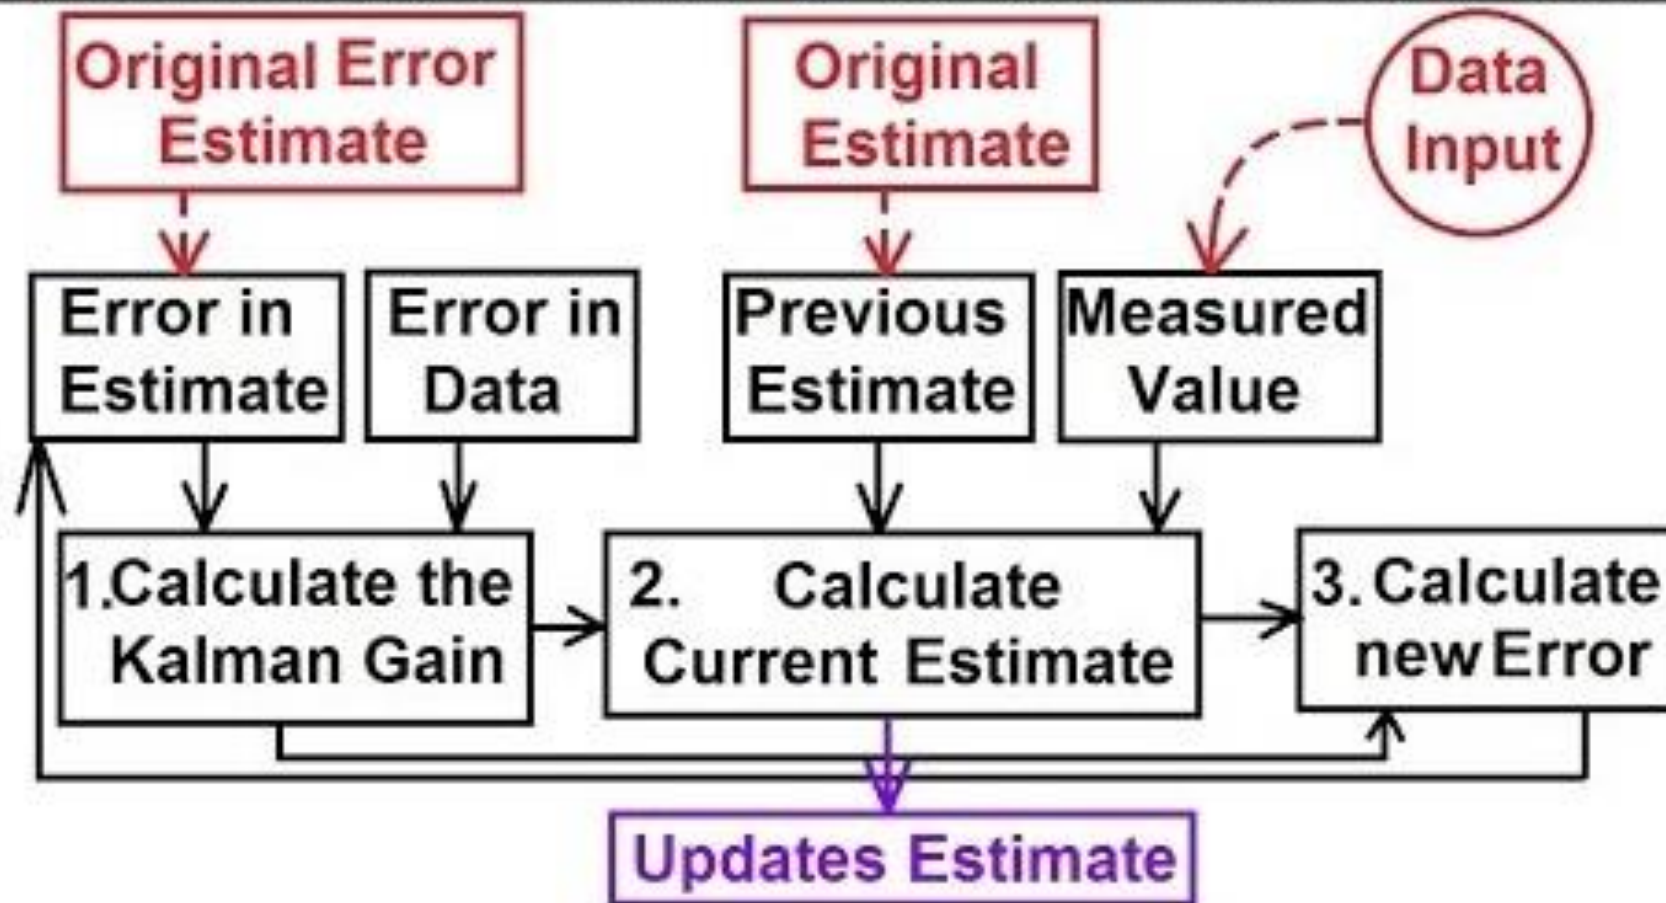 Original Error
Estimate
Original
Estimate
Data
Input
Error in
Estimate
Error in
Data
Previous
Estimate
Measured
Value
1.Calculate the
Kalman Gain
2. Calculate
Current Estimate
3. Calculate
new Error
Updates Estimate